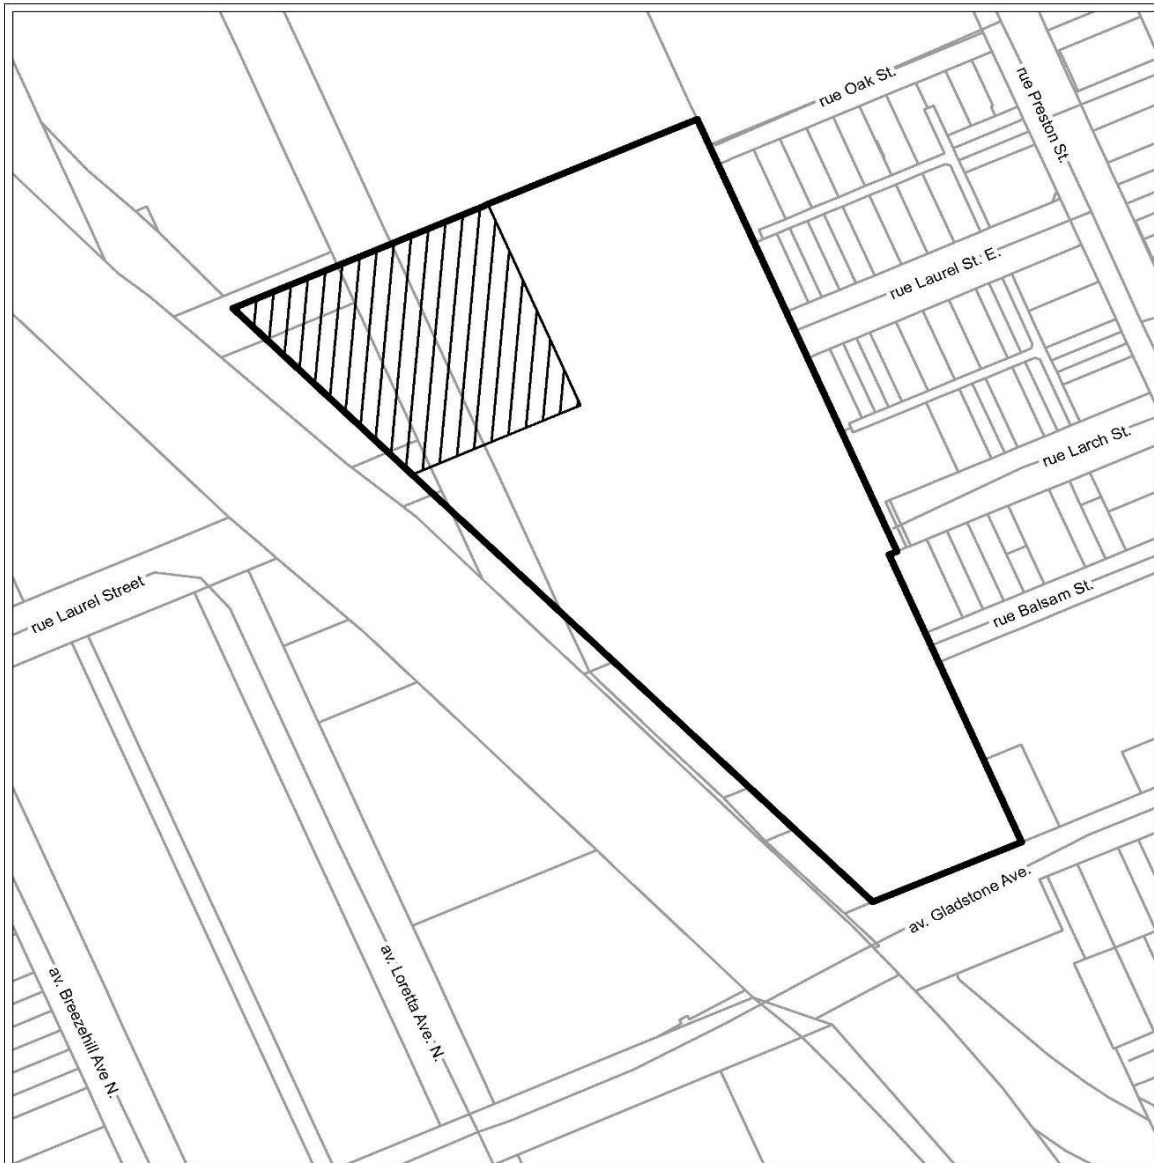 rue Oak St.
rue Preston St.
rue Laurel St. E.
rue Larch St.
rue Laurel Street
rue Balsam St.
av. Gladstone Ave.
av. Breezehill Ave N.
av. Loretta Ave. N.